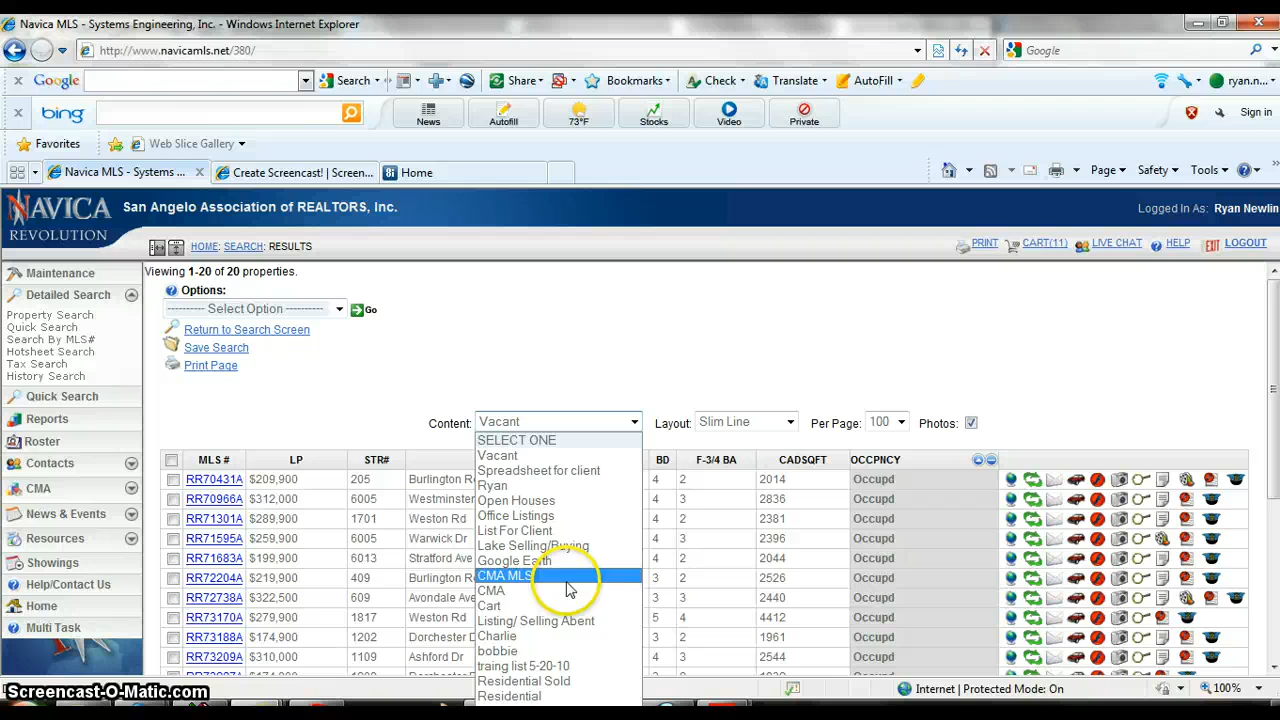 Navica MLS - Systems Engineering, Inc. - Windows Internet Explorer
http://www.navicamls.net/380/
Google
Google Search Share Bookmarks Check Translate AutoFill ryan.n...
bing News Autofill 73°F Stocks Video Private Sign in
Favorites Web Slice Gallery
Navica MLS - Systems ... Create Screencast! | Screen... Home Page Safety Tools
NAVICA
REVOLUTION
San Angelo Association of REALTORS, Inc.
Logged In As: Ryan Newlin
HOME: SEARCH: RESULTS
PRINT CART(11) LIVE CHAT HELP EXIT LOGOUT
Maintenance
Detailed Search
Property Search
Quick Search
Search By MLS#
Hotsheet Search
Tax Search
History Search
Quick Search
Reports
Roster
Contacts
CMA
News & Events
Resources
Showings
Help/Contact Us
Home
Multi Task
Viewing 1-20 of 20 properties.
Options:
---------- Select Option ---------- Go
Return to Search Screen
Save Search
Print Page
Content: Vacant Layout: Slim Line Per Page: 100 Photos:
SELECT ONE
Vacant
Spreadsheet for client
Ryan
Open Houses
Office Listings
List For Client
Lake Selling/Buying
Google Earth
CMA MLS
CMA
Cart
Listing/ Selling Abent
Charlie
bobbie
traing list 5-20-10
Residential Sold
Residential
MLS # LP STR# BD F-3/4 BA CADSQFT OCCPNCY
RR70431A $209,900 205 Burlington R 4 2 2014 Occupd
RR70966A $312,000 6005 Westminster 4 3 2836 Occupd
RR71301A $289,900 1701 Weston Rd 4 2 2381 Occupd
RR71595A $259,900 6005 Warwick Dr 4 3 2396 Occupd
RR71683A $199,900 6013 Stratford Ave 4 2 2044 Occupd
RR72204A $219,900 409 Burlington R 3 2 2526 Occupd
RR72738A $322,500 609 Avondale Ave 3 2 2597 Occupd
RR73170A $279,900 1817 Weston Rd 5 4 4412 Occupd
RR73188A $174,900 1202 Dorchester D 3 2 1961 Occupd
RR73209A $310,000 1109 Ashford Dr 3 3 2544 Occupd
Screencast-O-Matic.com
Internet | Protected Mode: On 100%